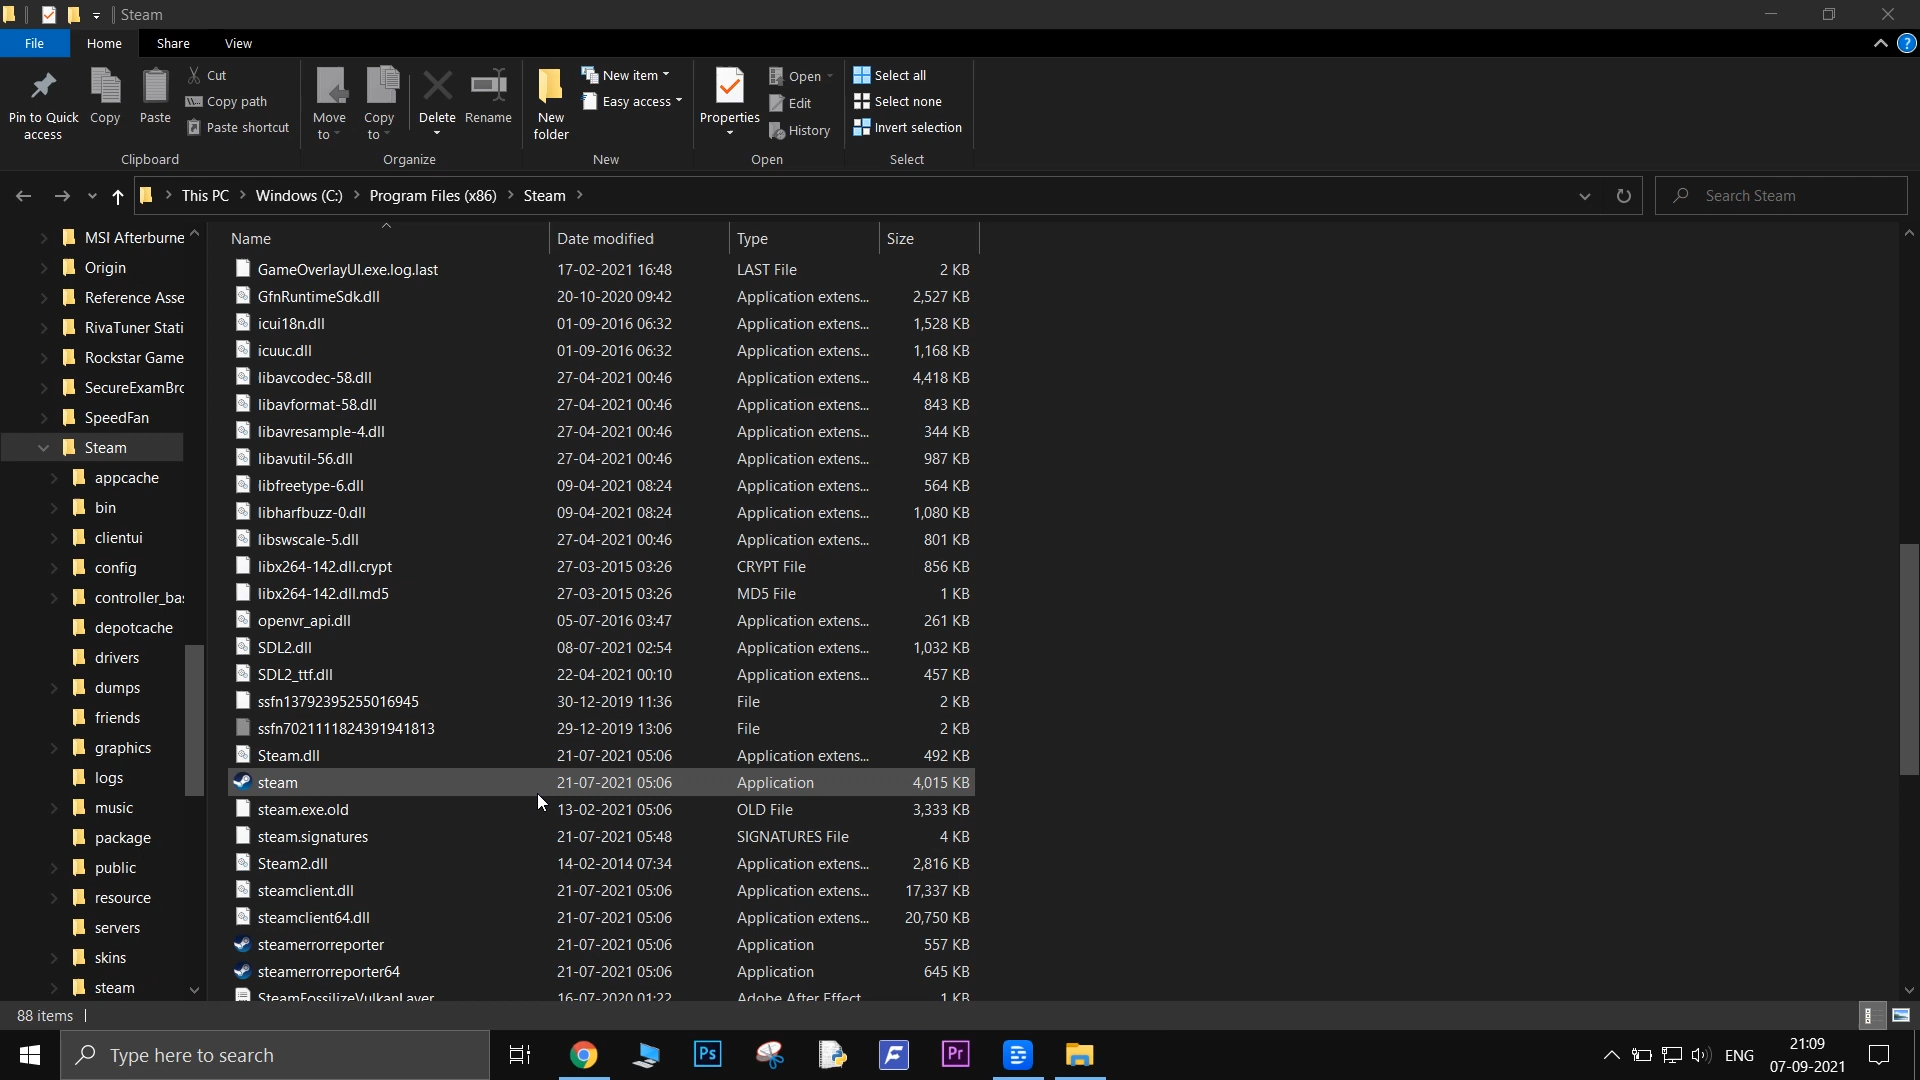 Steam
File Home Share View
Pin to Quick access
Copy
Paste
Cut
Copy path
Paste shortcut
Clipboard
Move to
Copy to
Delete
Rename
Organize
New folder
New item
Easy access
New
Properties
Open
Edit
History
Open
Select all
Select none
Invert selection
Select
This PC > Windows (C:) > Program Files (x86) > Steam >
Search Steam
MSI Afterburne
Origin
Reference Asse
RivaTuner Stati
Rockstar Game
SecureExamBro
SpeedFan
Steam
appcache
bin
clientui
config
controller_bas
depotcache
drivers
dumps
friends
graphics
logs
music
package
public
resource
servers
skins
steam
Name Date modified Type Size
GameOverlayUI.exe.log.last 17-02-2021 16:48 LAST File 2 KB
GfnRuntimeSdk.dll 20-10-2020 09:42 Application extens... 2,527 KB
icui18n.dll 01-09-2016 06:32 Application extens... 1,528 KB
icuuc.dll 01-09-2016 06:32 Application extens... 1,168 KB
libavcodec-58.dll 27-04-2021 00:46 Application extens... 4,418 KB
libavformat-58.dll 27-04-2021 00:46 Application extens... 843 KB
libavresample-4.dll 27-04-2021 00:46 Application extens... 344 KB
libavutil-56.dll 27-04-2021 00:46 Application extens... 987 KB
libfreetype-6.dll 09-04-2021 08:24 Application extens... 564 KB
libharfbuzz-0.dll 09-04-2021 08:24 Application extens... 1,080 KB
libswscale-5.dll 27-04-2021 00:46 Application extens... 801 KB
libx264-142.dll.crypt 27-03-2015 03:26 CRYPT File 856 KB
libx264-142.dll.md5 27-03-2015 03:26 MD5 File 1 KB
openvr_api.dll 05-07-2016 03:47 Application extens... 261 KB
SDL2.dll 08-07-2021 02:54 Application extens... 1,032 KB
SDL2_ttf.dll 22-04-2021 00:10 Application extens... 457 KB
ssfn13792395255016945 30-12-2019 11:36 File 2 KB
ssfn7021111824391941813 29-12-2019 13:06 File 2 KB
Steam.dll 21-07-2021 05:06 Application extens... 492 KB
steam 21-07-2021 05:06 Application 4,015 KB
steam.exe.old 13-02-2021 05:06 OLD File 3,333 KB
steam.signatures 21-07-2021 05:48 SIGNATURES File 4 KB
Steam2.dll 14-02-2014 07:34 Application extens... 2,816 KB
steamclient.dll 21-07-2021 05:06 Application extens... 17,337 KB
steamclient64.dll 21-07-2021 05:06 Application extens... 20,750 KB
steamerrorreporter 21-07-2021 05:06 Application 557 KB
steamerrorreporter64 21-07-2021 05:06 Application 645 KB
SteamFossilizeVulkanLayer 16-07-2020 01:22 Adobe After Effect 1 KB
88 items
Type here to search
Ps
F
Pr
ENG
21:09
07-09-2021